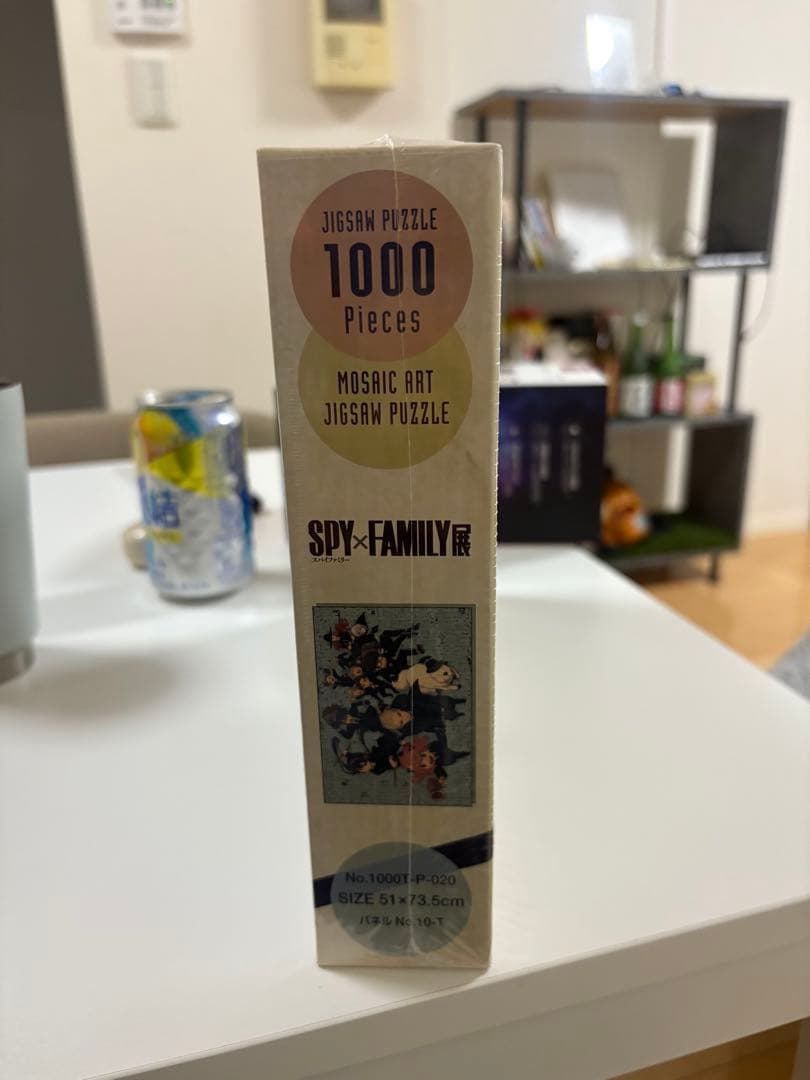 JIGSAW PUZZLE
1000
Pieces
MOSAIC ART
JIGSAW PUZZLE
SPY×FAMILY展
スパイファミリー
No.1000T-P-020
SIZE 51×73.5cm
パネル No.10-T
結